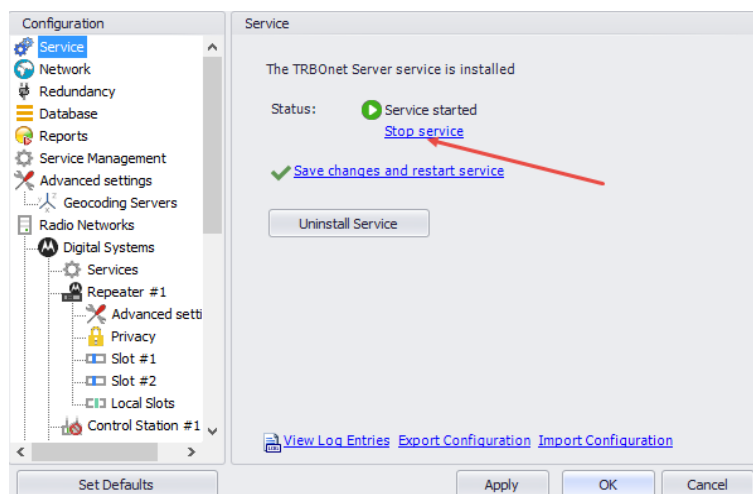 Configuration
Service
Network
Redundancy
Database
Reports
Service Management
Advanced settings
Geocoding Servers
Radio Networks
Digital Systems
Services
Repeater #1
Advanced setti
Privacy
Slot #1
Slot #2
Local Slots
Control Station #1
Set Defaults
Service
The TRBOnet Server service is installed
Status: Service started
Stop service
Save changes and restart service
Uninstall Service
View Log Entries Export Configuration Import Configuration
Apply OK Cancel